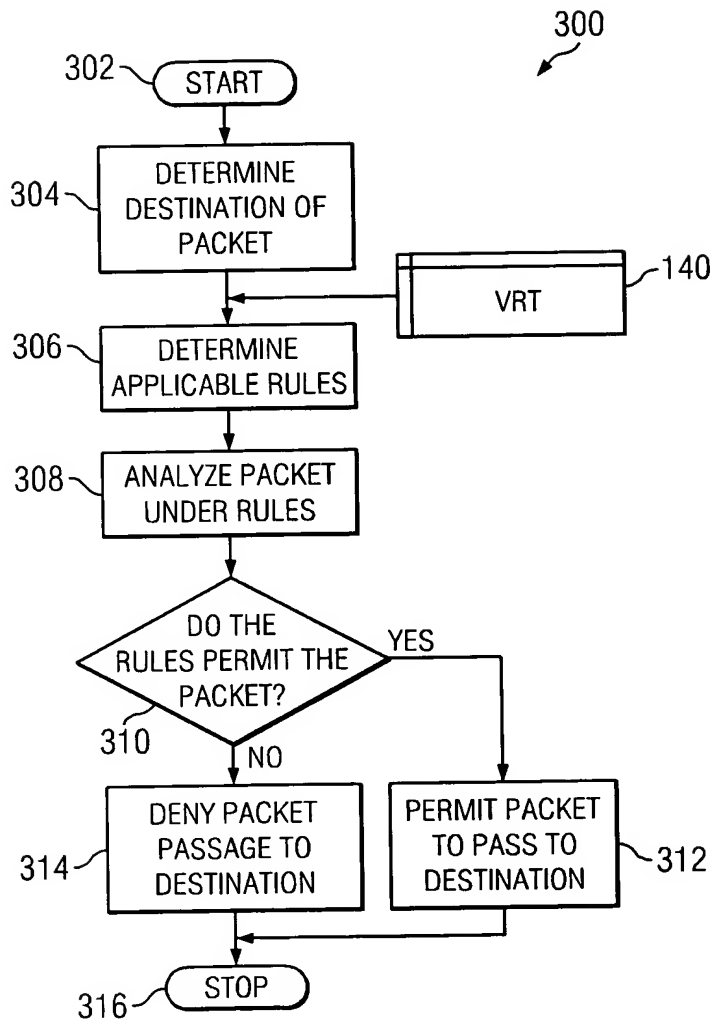 300
302
START
304
DETERMINE
DESTINATION OF
PACKET
140
VRT
306
DETERMINE
APPLICABLE RULES
308
ANALYZE PACKET
UNDER RULES
DO THE
RULES PERMIT THE
PACKET?
310
YES
NO
314
DENY PACKET
PASSAGE TO
DESTINATION
PERMIT PACKET
TO PASS TO
DESTINATION
312
316
STOP